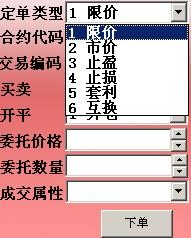 定单类型 1 限价
合约代码 1 限价
2 市价
交易编码 3 止盈
4 止损
买卖 5 套利
开平 6 互换
委托价格
委托数量
成交属性
下单